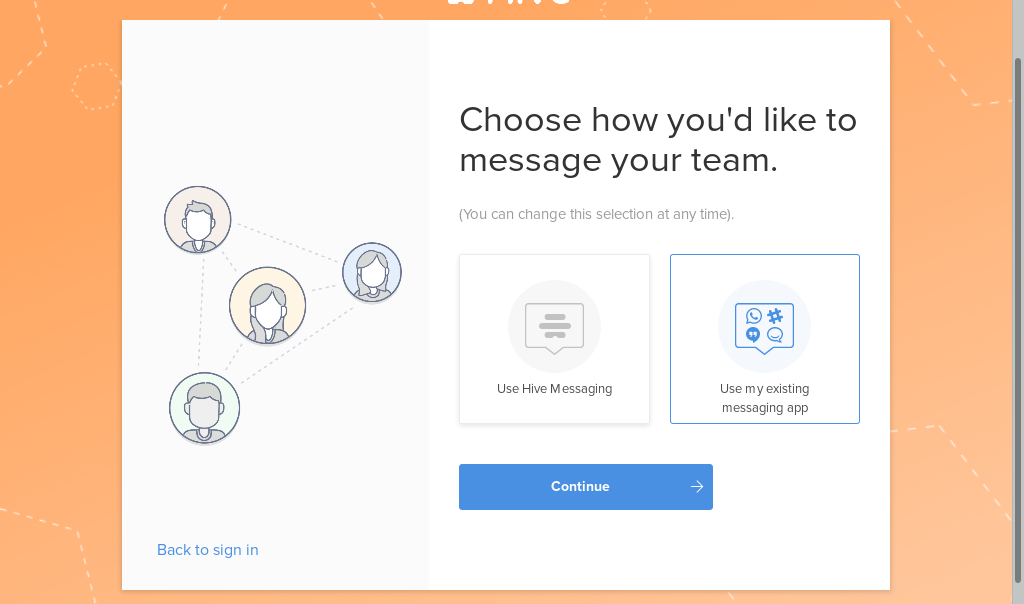 Choose how you'd like to
message your team.
(You can change this selection at any time).
Use Hive Messaging
Use my existing
messaging app
Continue
Back to sign in